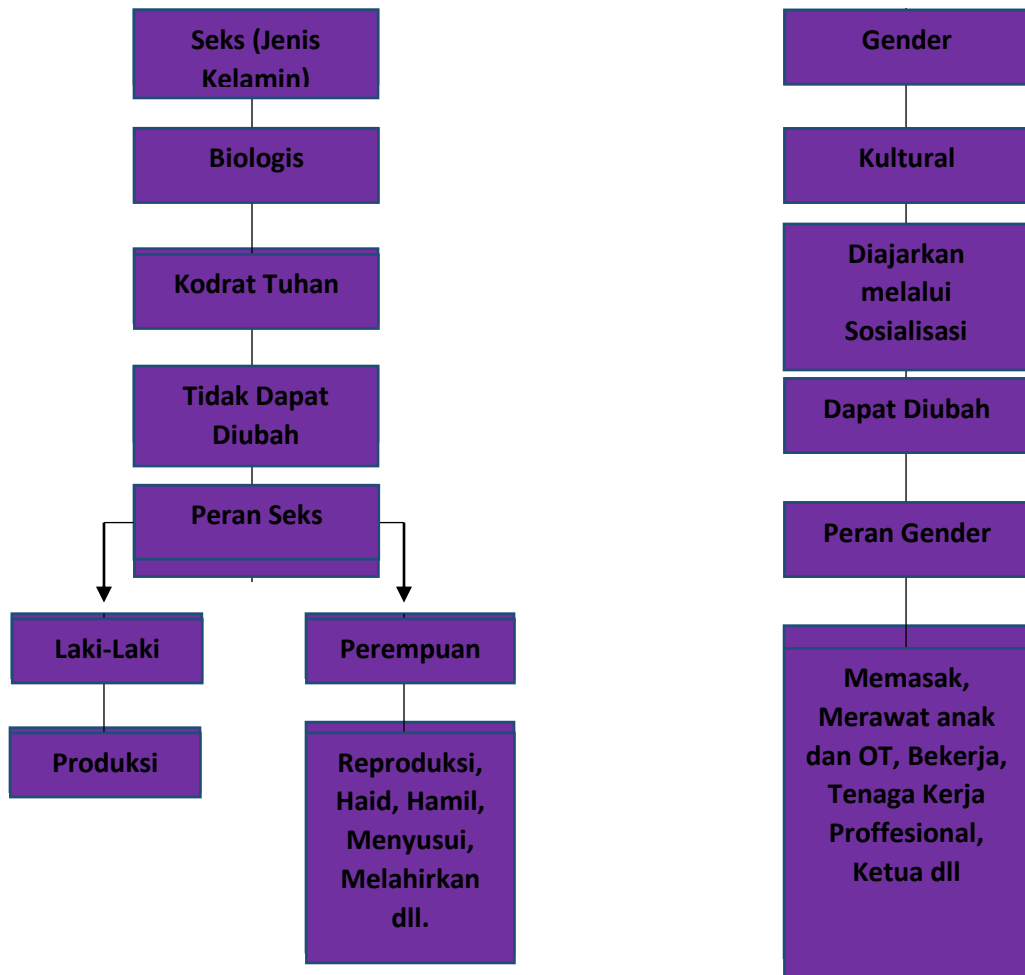 Seks (Jenis
Kelamin)
Biologis
Kodrat Tuhan
Tidak Dapat
Diubah
Peran Seks
Laki-Laki
Produksi
Perempuan
Reproduksi,
Haid, Hamil,
Menyusui,
Melahirkan
dll.
Gender
Kultural
Diajarkan
melalui
Sosialisasi
Dapat Diubah
Peran Gender
Memasak,
Merawat anak
dan OT, Bekerja,
Tenaga Kerja
Proffesional,
Ketua dll